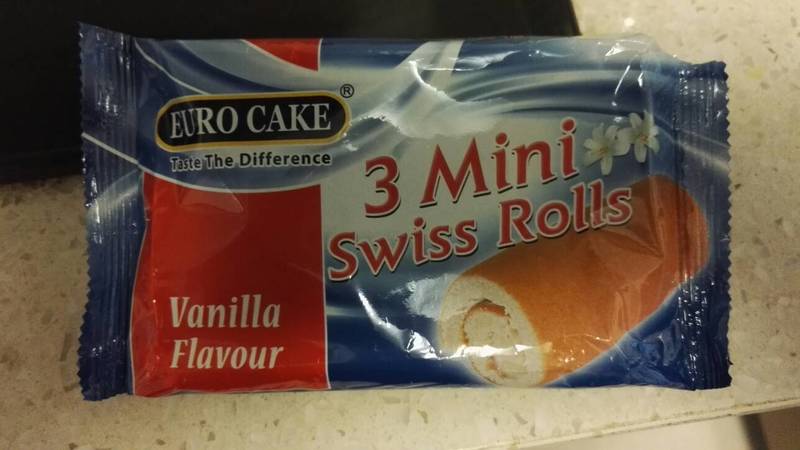 EURO CAKE®
Taste The Difference
3 Mini
Swiss Rolls
Vanilla
Flavour